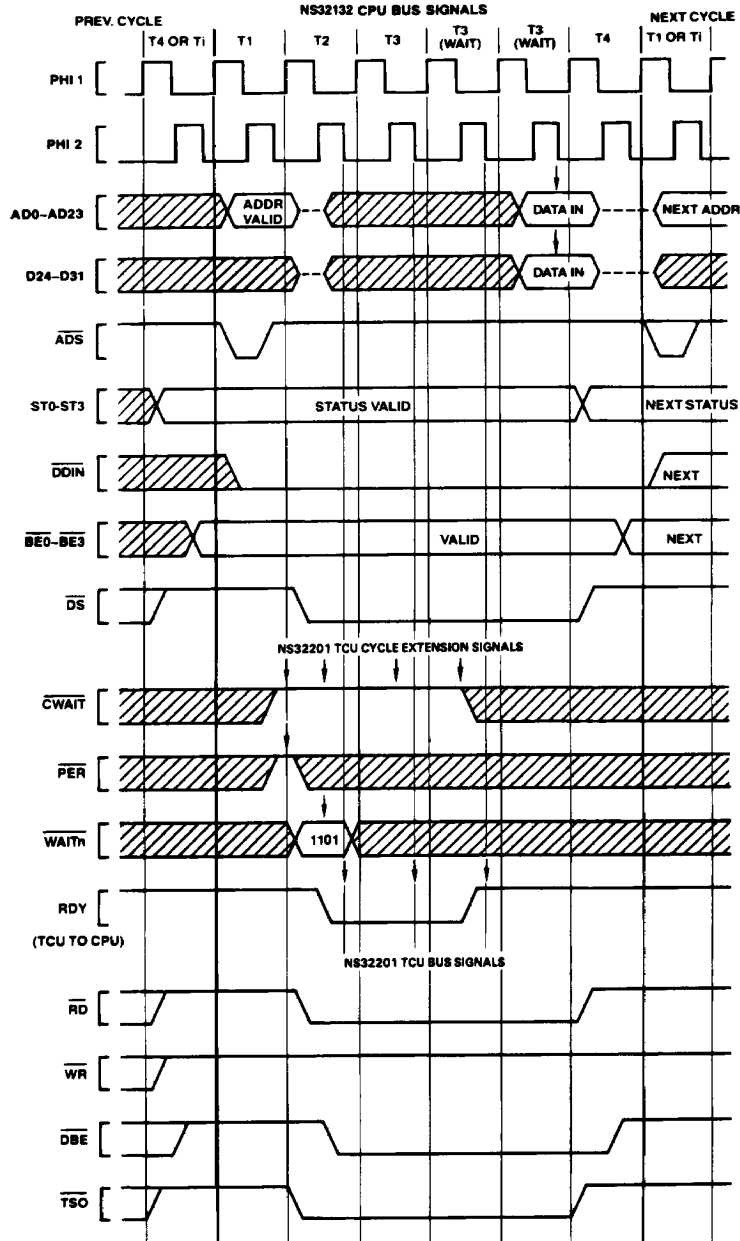 NS32132 CPU BUS SIGNALS
PREV. CYCLE
NEXT CYCLE
T4 OR Ti
T1
T2
T3
T3 (WAIT)
T3 (WAIT)
T4
T1 OR Ti
PHI 1
PHI 2
AD0-AD23
ADDR VALID
DATA IN
NEXT ADDR
D24-D31
DATA IN
ADS
ST0-ST3
STATUS VALID
NEXT STATUS
DDIN
NEXT
BE0-BE3
VALID
NEXT
DS
NS32201 TCU CYCLE EXTENSION SIGNALS
CWAIT
PER
WAITn
1101
RDY
(TCU TO CPU)
NS32201 TCU BUS SIGNALS
RD
WR
DBE
TSO